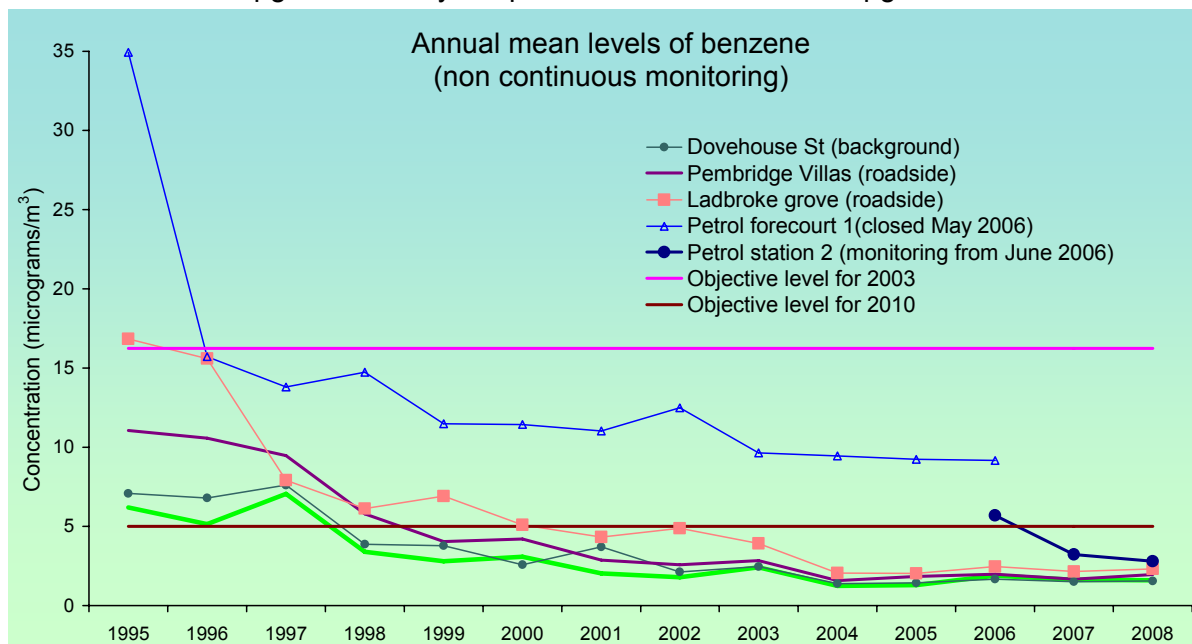 Annual mean levels of benzene
(non continuous monitoring)
Concentration (micrograms/m³)
35
30
25
20
15
10
5
0
Dovehouse St (background)
Pembridge Villas (roadside)
Ladbroke grove (roadside)
Petrol forecourt 1(closed May 2006)
Petrol station 2 (monitoring from June 2006)
Objective level for 2003
Objective level for 2010
1995 1996 1997 1998 1999 2000 2001 2002 2003 2004 2005 2006 2007 2008